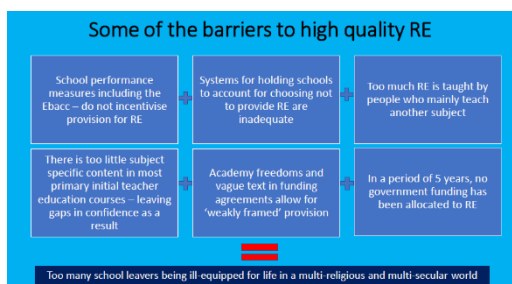 Some of the barriers to high quality RE
School performance
measures including the
Ebacc – do not incentivise
provision for RE
Systems for holding schools
to account for choosing not
to provide RE are
inadequate
Too much RE is taught by
people who mainly teach
another subject
There is too little subject
specific content in most
primary initial teacher
education courses – leaving
gaps in confidence as a
result
Academy freedoms and
vague text in funding
agreements allow for
‘weakly framed’ provision
In a period of 5 years, no
government funding has
been allocated to RE
Too many school leavers being ill-equipped for life in a multi-religious and multi-secular world